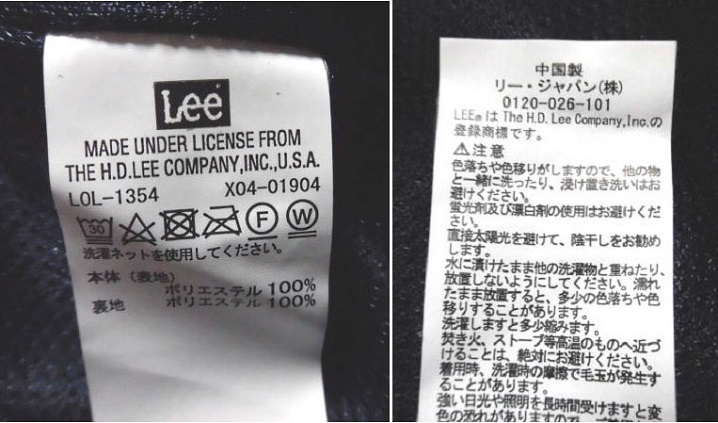 Lee
MADE UNDER LICENSE FROM
THE H.D.LEE COMPANY,INC.,U.S.A.
LOL-1354 X04-01904
30 F W
洗濯ネットを使用してください。
本体(表地)
ポリエステル 100%
裏地 ポリエステル 100%
中国製
リー・ジャパン(株)
0120-026-101
LEE®は The H.D. Lee Company,Inc.の
登録商標です。
⚠注意
色落ちや色移りがしますので、他の物
と一緒に洗ったり、浸け置き洗いはお
避けください。
蛍光剤及び漂白剤の使用はお避けくだ
さい。
直接太陽光を避けて、陰干しをお勧め
します。
水に漬けたまま他の洗濯物と重ねたり、
放置しないようにしてください。濡れ
たまま放置すると、多少の色落ちや色
移りすることがあります。
洗濯しますと多少縮みます。
焚き火、ストーブ等高温のものへ近づ
けることは、絶対にお避けください。
着用時、洗濯時の摩擦で毛玉が発生す
ることがあります。
強い日光や照明を長時間受けますと変
色の恐れがありますので、